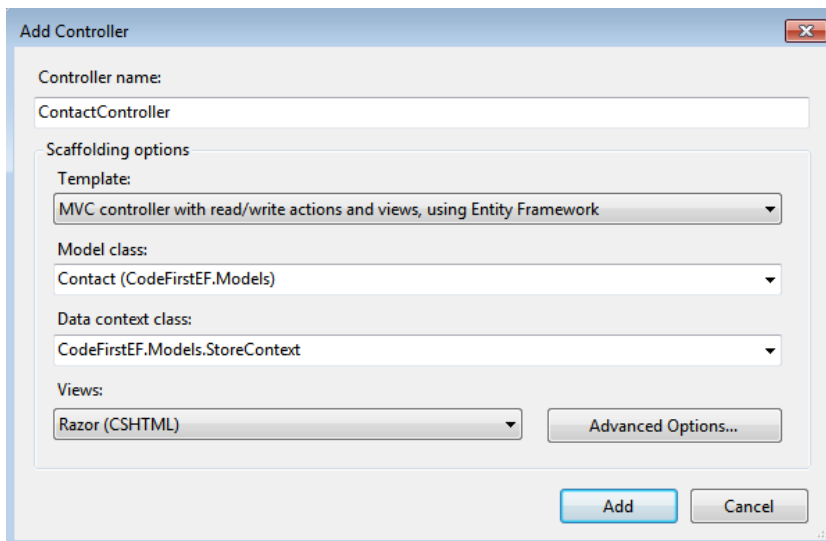 Add Controller
Controller name:
ContactController
Scaffolding options
Template:
MVC controller with read/write actions and views, using Entity Framework
Model class:
Contact (CodeFirstEF.Models)
Data context class:
CodeFirstEF.Models.StoreContext
Views:
Razor (CSHTML)
Advanced Options...
Add
Cancel